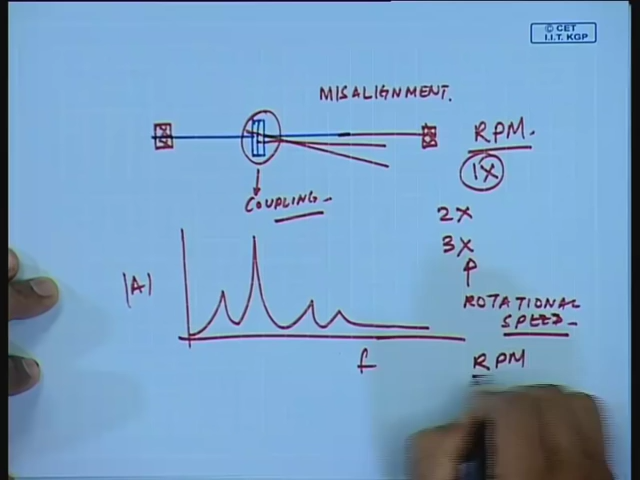 © CET
I.I.T. KGP
MISALIGNMENT.
RPM.
1X
COUPLING
2X
3X
|A|
ROTATIONAL
SPEED
f
RPM